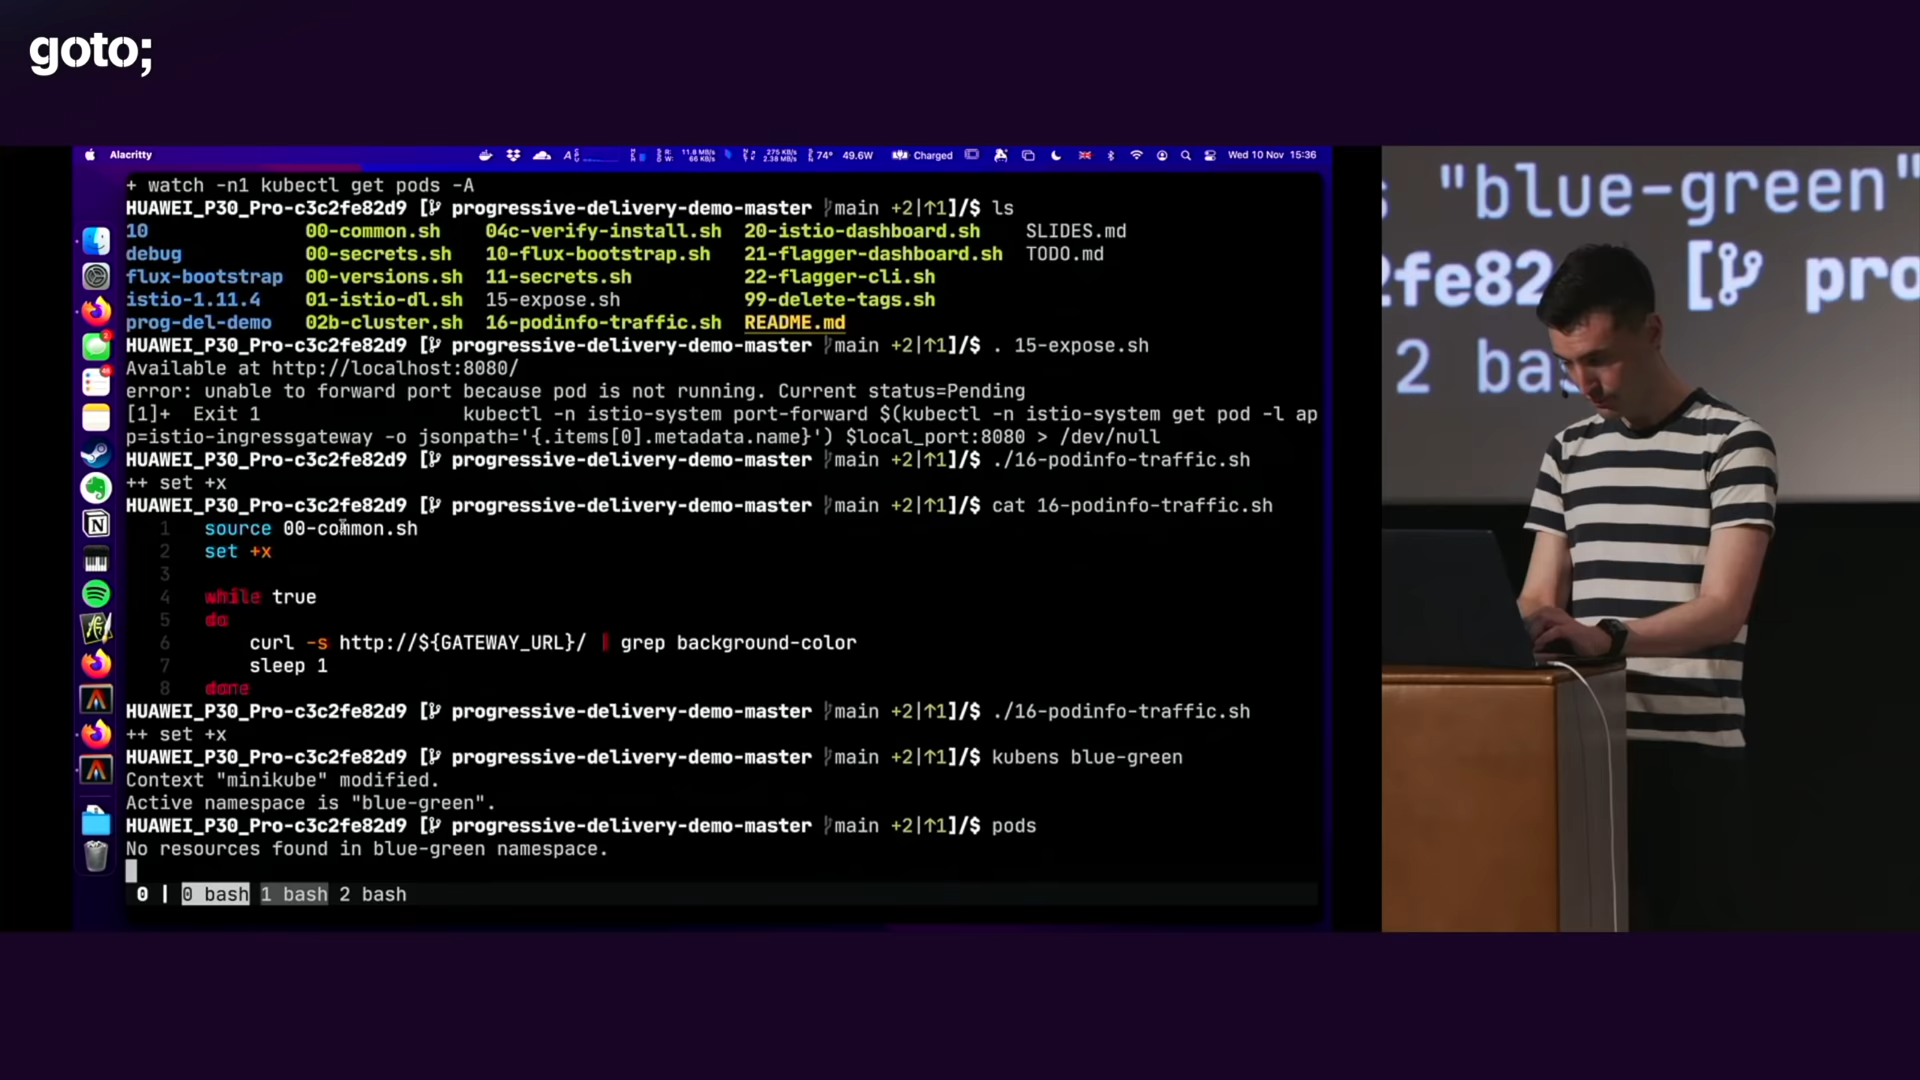 goto;
Alacritty
Charged
Wed 10 Nov 15:36
+ watch -n1 kubectl get pods -A
HUAWEI_P30_Pro-c3c2fe82d9 [ progressive-delivery-demo-master main +2|↑1]/$ ls
10 00-common.sh 04c-verify-install.sh 20-istio-dashboard.sh SLIDES.md
debug 00-secrets.sh 10-flux-bootstrap.sh 21-flagger-dashboard.sh TODO.md
flux-bootstrap 00-versions.sh 11-secrets.sh 22-flagger-cli.sh
istio-1.11.4 01-istio-dl.sh 15-expose.sh 99-delete-tags.sh
prog-del-demo 02b-cluster.sh 16-podinfo-traffic.sh README.md
HUAWEI_P30_Pro-c3c2fe82d9 [ progressive-delivery-demo-master main +2|↑1]/$ . 15-expose.sh
Available at http://localhost:8080/
error: unable to forward port because pod is not running. Current status=Pending
[1]+ Exit 1 kubectl -n istio-system port-forward $(kubectl -n istio-system get pod -l ap
p=istio-ingressgateway -o jsonpath='{.items[0].metadata.name}') $local_port:8080 > /dev/null
HUAWEI_P30_Pro-c3c2fe82d9 [ progressive-delivery-demo-master main +2|↑1]/$ ./16-podinfo-traffic.sh
++ set +x
HUAWEI_P30_Pro-c3c2fe82d9 [ progressive-delivery-demo-master main +2|↑1]/$ cat 16-podinfo-traffic.sh
1 source 00-common.sh
2 set +x
3
4 while true
5 do
6 curl -s http://${GATEWAY_URL}/ | grep background-color
7 sleep 1
8 done
HUAWEI_P30_Pro-c3c2fe82d9 [ progressive-delivery-demo-master main +2|↑1]/$ ./16-podinfo-traffic.sh
++ set +x
HUAWEI_P30_Pro-c3c2fe82d9 [ progressive-delivery-demo-master main +2|↑1]/$ kubens blue-green
Context "minikube" modified.
Active namespace is "blue-green".
HUAWEI_P30_Pro-c3c2fe82d9 [ progressive-delivery-demo-master main +2|↑1]/$ pods
No resources found in blue-green namespace.
0 | 0 bash 1 bash 2 bash
s "blue-green"
2fe82 [ pro
2 bas